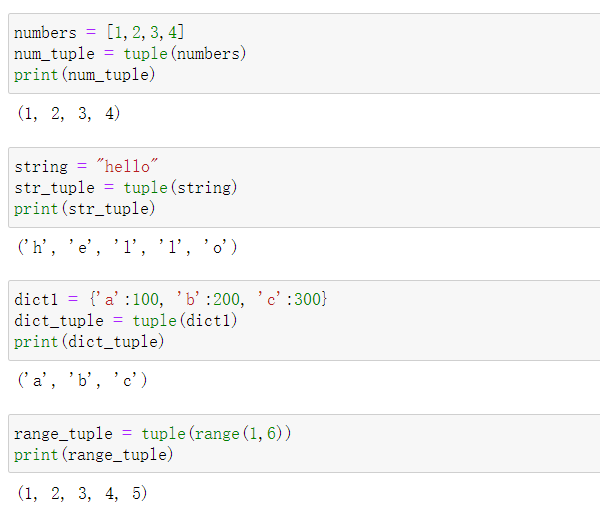 numbers = [1,2,3,4]
num_tuple = tuple(numbers)
print(num_tuple)
(1, 2, 3, 4)
string = "hello"
str_tuple = tuple(string)
print(str_tuple)
('h', 'e', 'l', 'l', 'o')
dict1 = {'a':100, 'b':200, 'c':300}
dict_tuple = tuple(dict1)
print(dict_tuple)
('a', 'b', 'c')
range_tuple = tuple(range(1,6))
print(range_tuple)
(1, 2, 3, 4, 5)